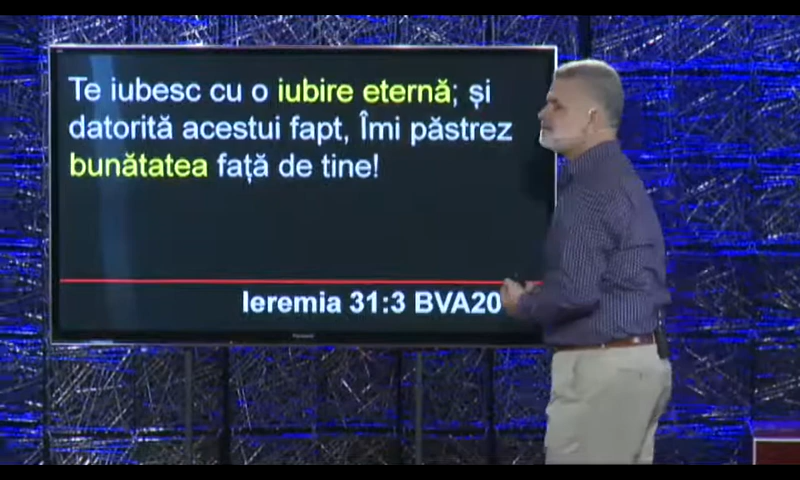 Te iubesc cu o iubire eternă; și
datorită acestui fapt, Îmi păstrez
bunătatea față de tine!
Ieremia 31:3 BVA20